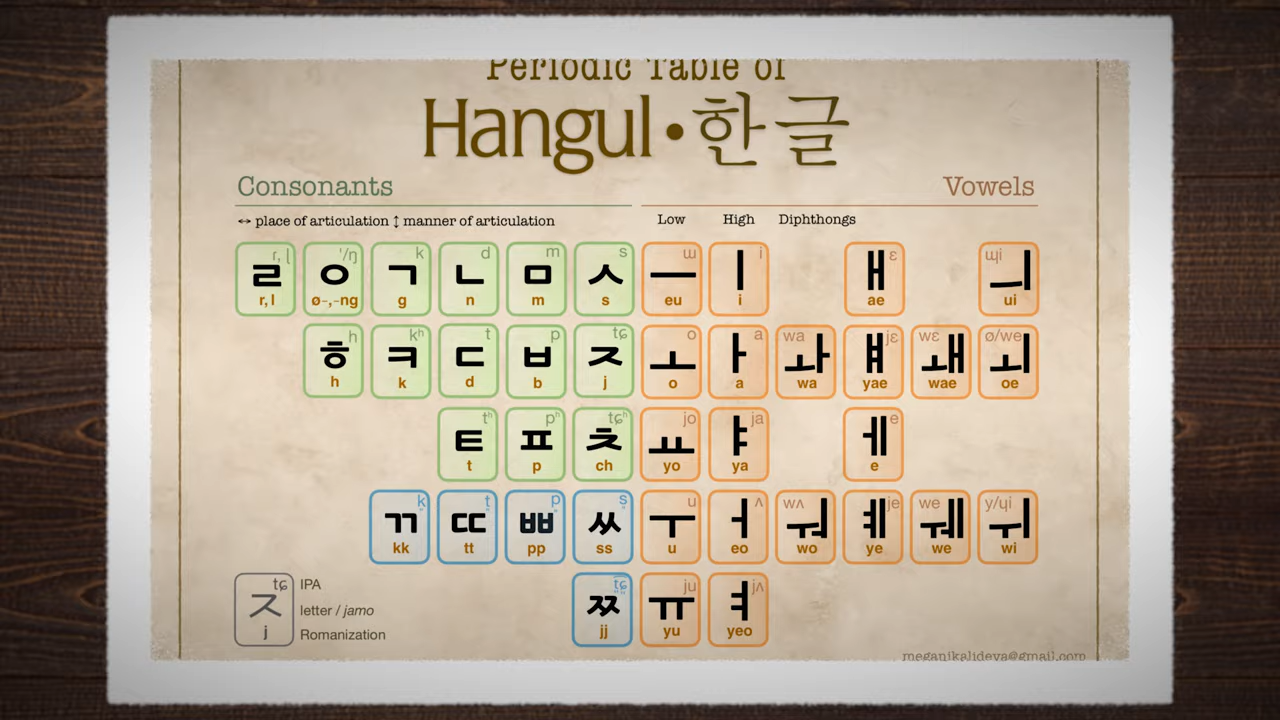 Periodic Table of
Hangul•한글
Consonants Vowels
↔ place of articulation ↕ manner of articulation Low High Diphthongs
r, ɭ '/ŋ k d m s ɯ i ɛ ɰi
ㄹ ㅇ ㄱ ㄴ ㅁ ㅅ ㅡ ㅣ ㅐ ㅢ
r, l ø-,-ng g n m s eu i ae ui
h kʰ t p tɕ o a wa jɛ wɛ ø/we
ㅎ ㅋ ㄷ ㅂ ㅈ ㅗ ㅏ ㅘ ㅒ ㅙ ㅚ
h k d b j o a wa yae wae oe
tʰ pʰ tɕʰ jo ja e
ㅌ ㅍ ㅊ ㅛ ㅑ ㅔ
t p ch yo ya e
k͈ t͈ p͈ s͈ u ʌ wʌ je we y/ɥi
ㄲ ㄸ ㅃ ㅆ ㅜ ㅓ ㅝ ㅖ ㅞ ㅟ
kk tt pp ss u eo wo ye we wi
tɕ IPA t͈ɕ͈ ju jʌ
ㅈ letter / jamo ㅉ ㅠ ㅕ
j Romanization jj yu yeo
meganikalideva@gmail.com